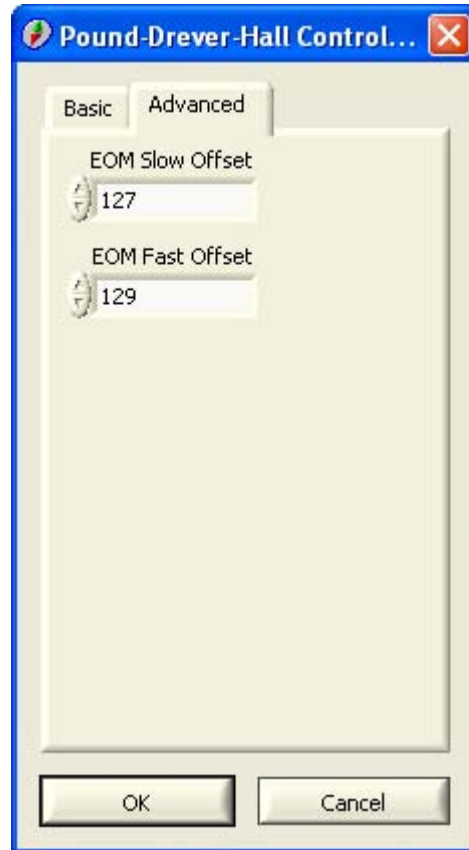 Pound-Drever-Hall Control...
Basic Advanced
EOM Slow Offset
127
EOM Fast Offset
129
OK Cancel